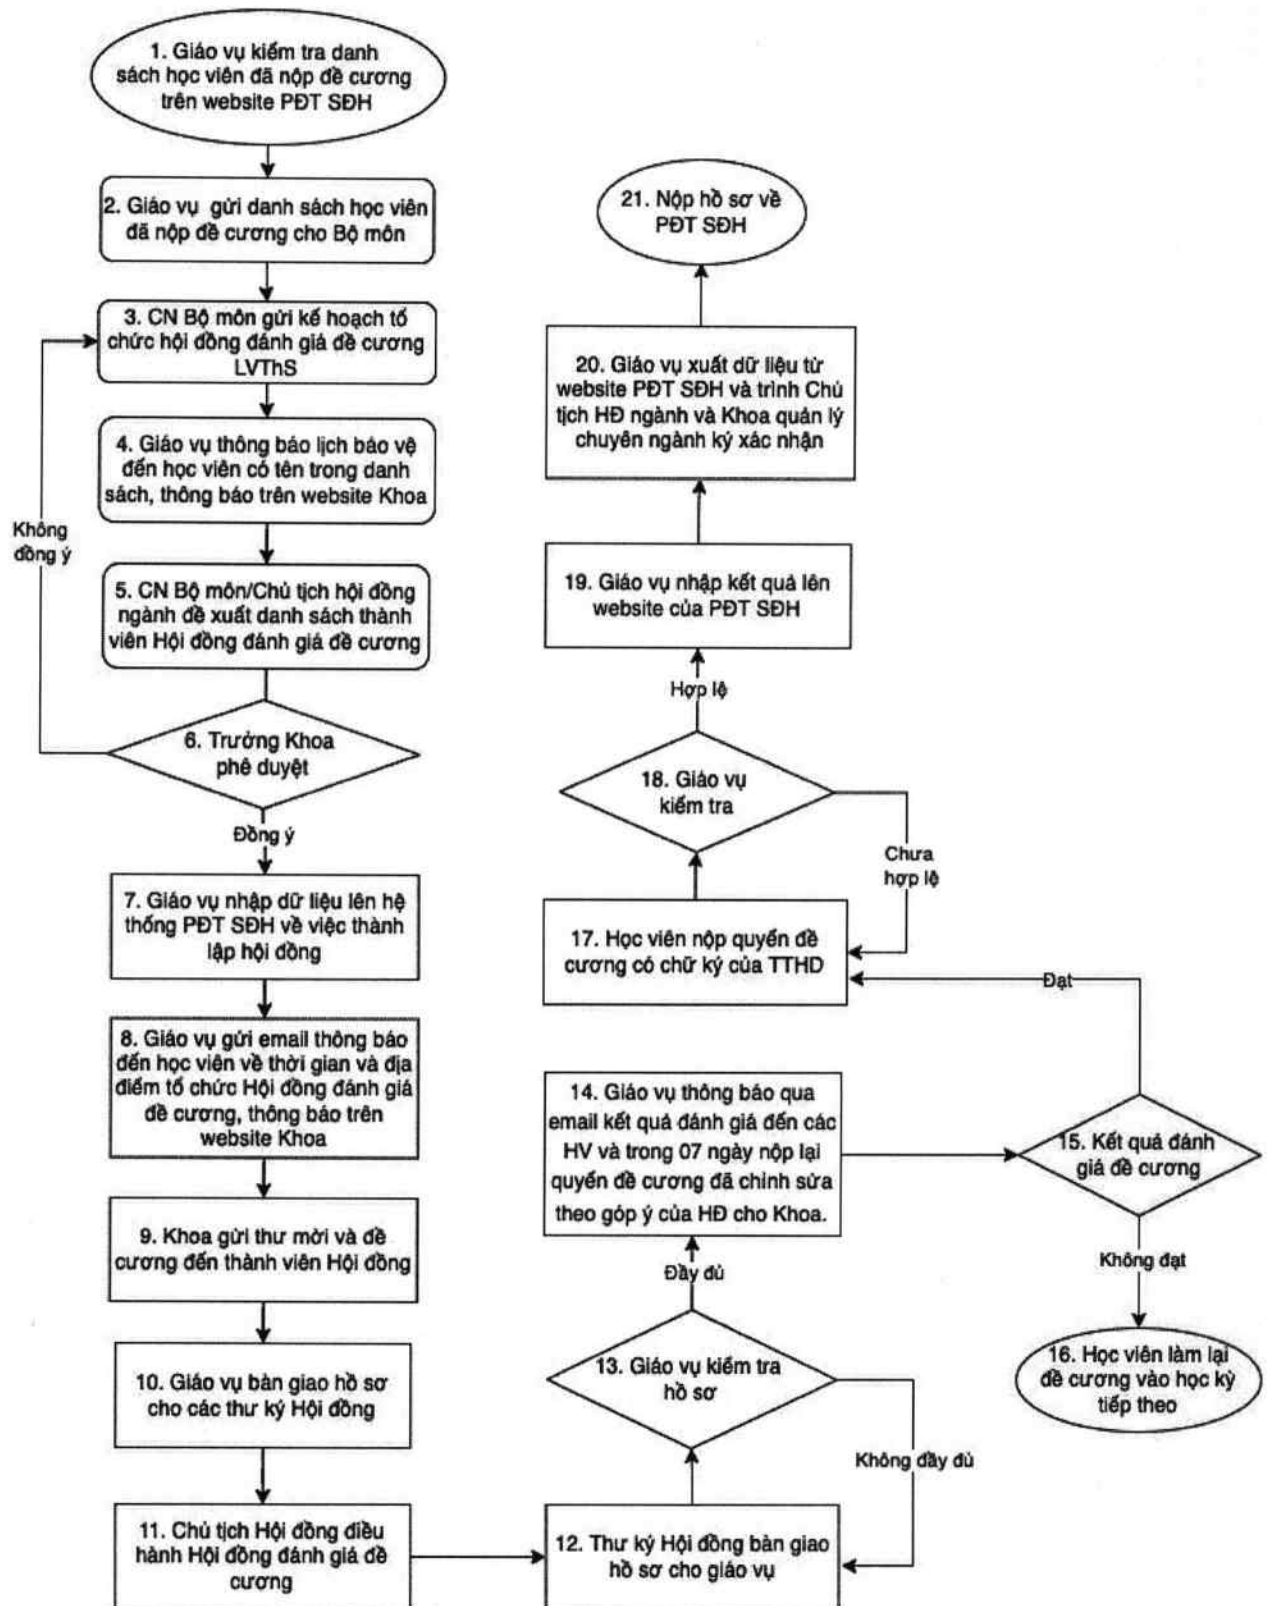 1. Giáo vụ kiểm tra danh
sách học viên đã nộp đề cương
trên website PĐT SĐH
2. Giáo vụ gửi danh sách học viên
đã nộp đề cương cho Bộ môn
3. CN Bộ môn gửi kế hoạch tổ
chức hội đồng đánh giá đề cương
LVThS
4. Giáo vụ thông báo lịch bảo vệ
đến học viên có tên trong danh
sách, thông báo trên website Khoa
Không
đồng ý
5. CN Bộ môn/Chủ tịch hội đồng
ngành đề xuất danh sách thành
viên Hội đồng đánh giá đề cương
6. Trưởng Khoa
phê duyệt
Đồng ý
7. Giáo vụ nhập dữ liệu lên hệ
thống PĐT SĐH về việc thành
lập hội đồng
8. Giáo vụ gửi email thông báo
đến học viên về thời gian và địa
điểm tổ chức Hội đồng đánh giá
đề cương, thông báo trên
website Khoa
9. Khoa gửi thư mời và đề
cương đến thành viên Hội đồng
10. Giáo vụ bàn giao hồ sơ
cho các thư ký Hội đồng
11. Chủ tịch Hội đồng điều
hành Hội đồng đánh giá đề
cương
12. Thư ký Hội đồng bàn giao
hồ sơ cho giáo vụ
Không đầy đủ
13. Giáo vụ kiểm tra
hồ sơ
Đầy đủ
14. Giáo vụ thông báo qua
email kết quả đánh giá đến các
HV và trong 07 ngày nộp lại
quyển đề cương đã chỉnh sửa
theo góp ý của HĐ cho Khoa.
15. Kết quả đánh
giá đề cương
Không đạt
16. Học viên làm lại
đề cương vào học kỳ
tiếp theo
Đạt
17. Học viên nộp quyển đề
cương có chữ ký của TTHD
Chưa
hợp lệ
18. Giáo vụ
kiểm tra
Hợp lệ
19. Giáo vụ nhập kết quả lên
website của PĐT SĐH
20. Giáo vụ xuất dữ liệu từ
website PĐT SĐH và trình Chủ
tịch HĐ ngành và Khoa quản lý
chuyên ngành ký xác nhận
21. Nộp hồ sơ về
PĐT SĐH